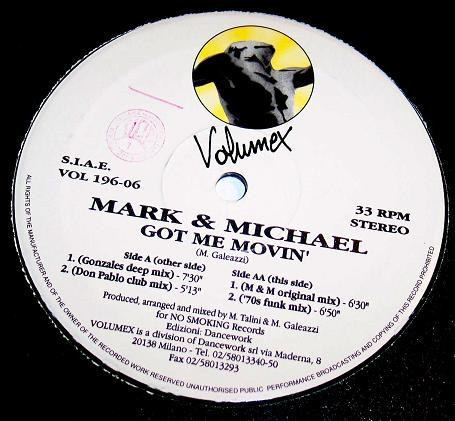 Volumex
S.I.A.E.
VOL 196-06
33 RPM
STEREO
MARK & MICHAEL
GOT ME MOVIN'
(M. Galeazzi)
Side A (other side)
1. (Gonzales deep mix) - 7'30"
2. (Don Pablo club mix) - 5'13"
Side AA (this side)
1. (M & M original mix) - 6'30"
2. ('70s funk mix) - 6'50"
Produced, arranged and mixed by M. Talini & M. Galeazzi
for NO SMOKING Records
Edizioni: Dancework
VOLUMEX is a division of Dancework srl via Maderna, 8
20138 Milano - Tel. 02/58013340-50
Fax 02/58013293
ALL RIGHTS OF THE MANUFACTURER AND OF THE OWNER OF THE RECORDED WORK RESERVED UNAUTHORISED PUBLIC PERFORMANCE BROADCASTING AND COPYING OF THIS RECORD PROHIBITED